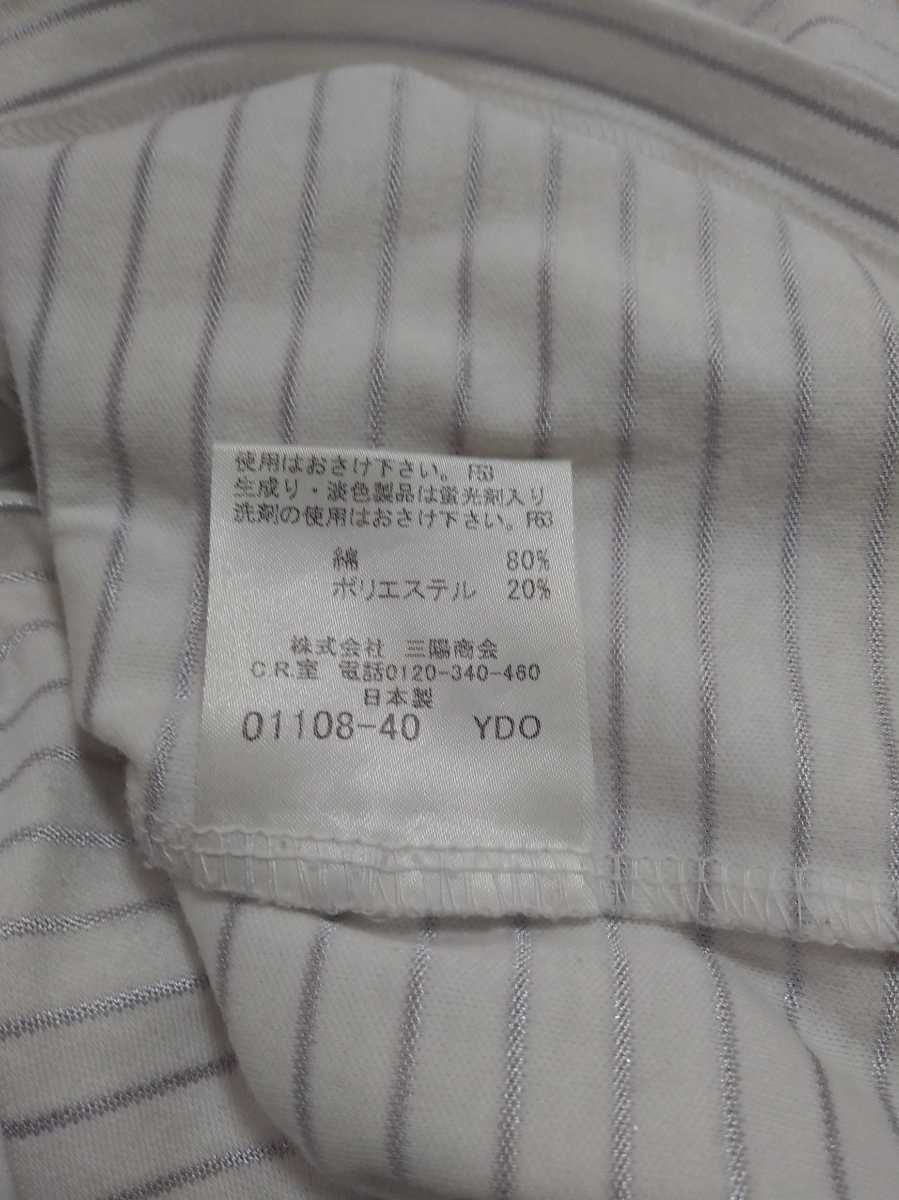 使用はおさけ下さい。F53
生成り・淡色製品は蛍光剤入り
洗剤の使用はおさけ下さい。F63
綿 80%
ポリエステル 20%
株式会社 三陽商会
C.R.室 電話0120-340-460
日本製
01108-40 YDO